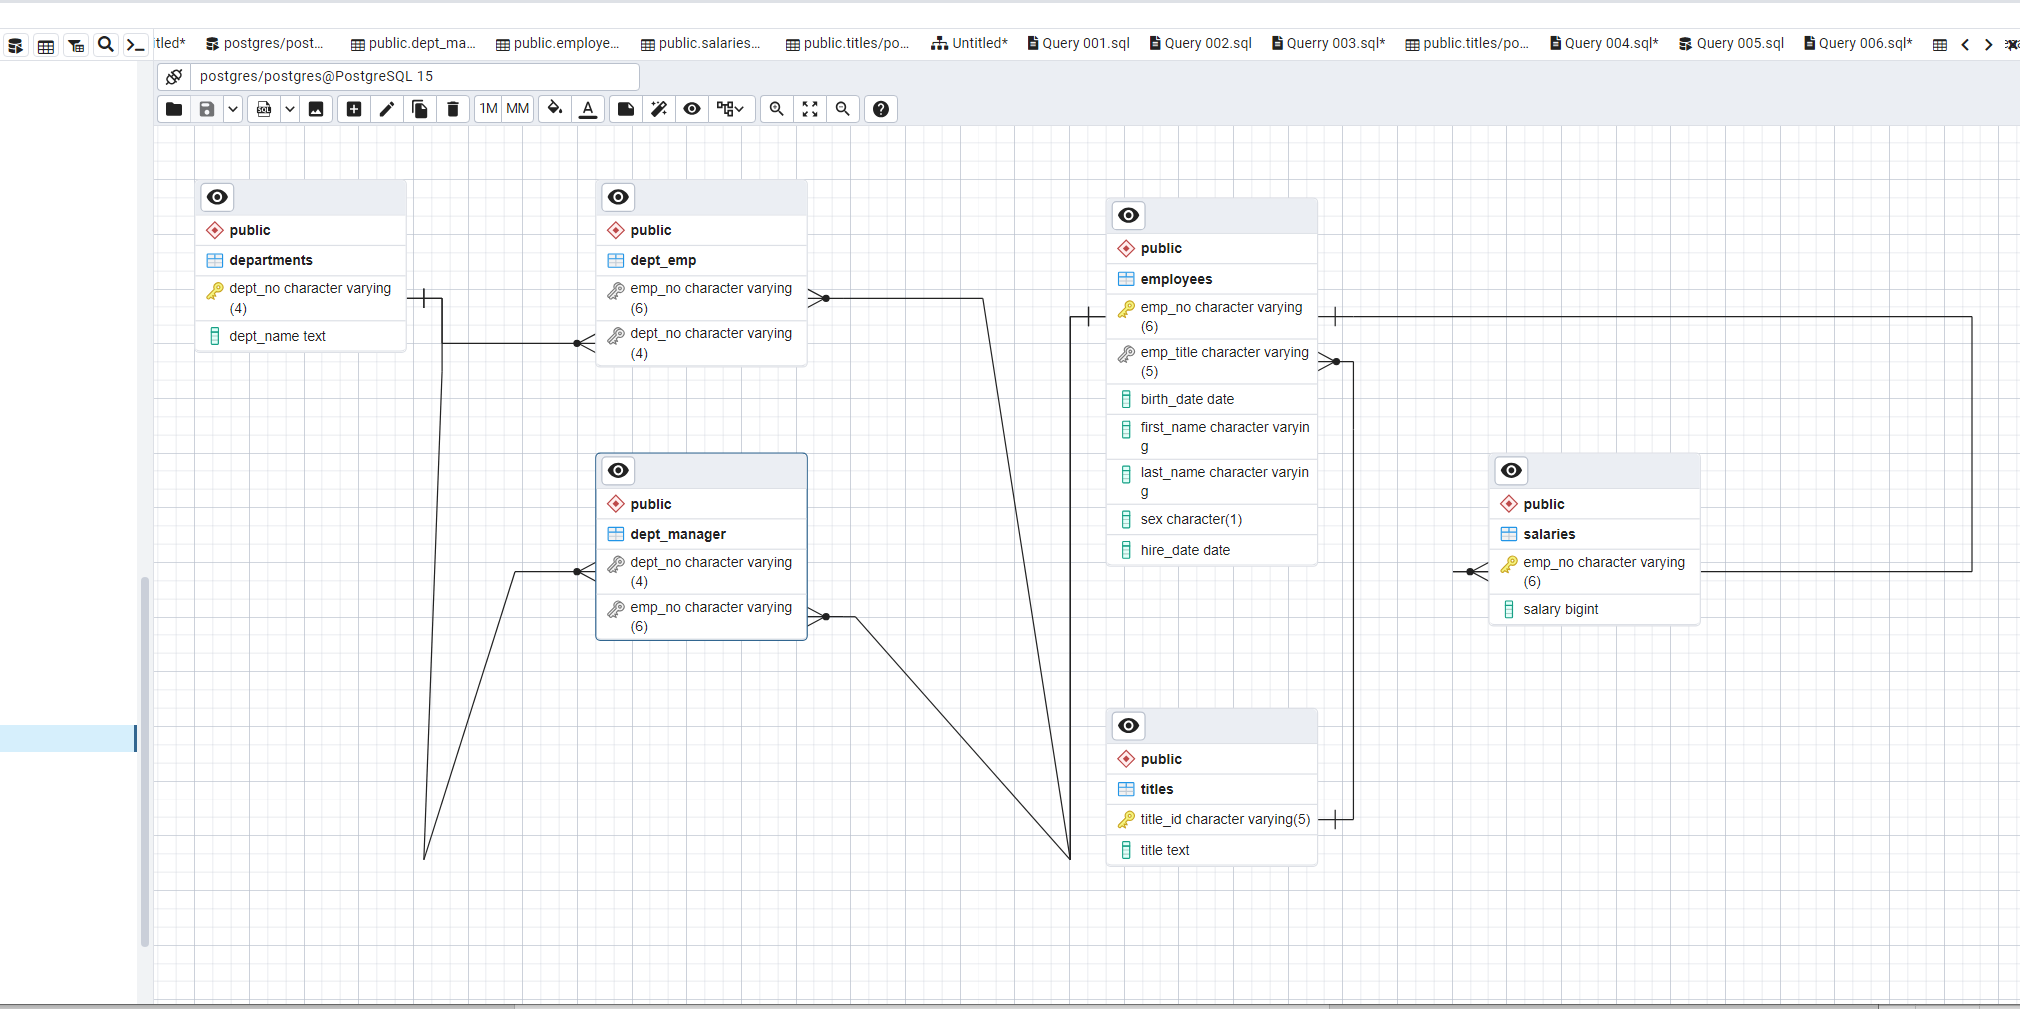 itled*
postgres/post...
public.dept_ma...
public.employe...
public.salaries...
public.titles/po...
Untitled*
Query 001.sql
Query 002.sql
Querry 003.sql*
public.titles/po...
Query 004.sql*
Query 005.sql
Query 006.sql*
postgres/postgres@PostgreSQL 15
SQL
1M
MM
A
public
departments
dept_no character varying
(4)
dept_name text
public
dept_emp
emp_no character varying
(6)
dept_no character varying
(4)
public
dept_manager
dept_no character varying
(4)
emp_no character varying
(6)
public
employees
emp_no character varying
(6)
emp_title character varying
(5)
birth_date date
first_name character varyin
g
last_name character varyin
g
sex character(1)
hire_date date
public
salaries
emp_no character varying
(6)
salary bigint
public
titles
title_id character varying(5)
title text